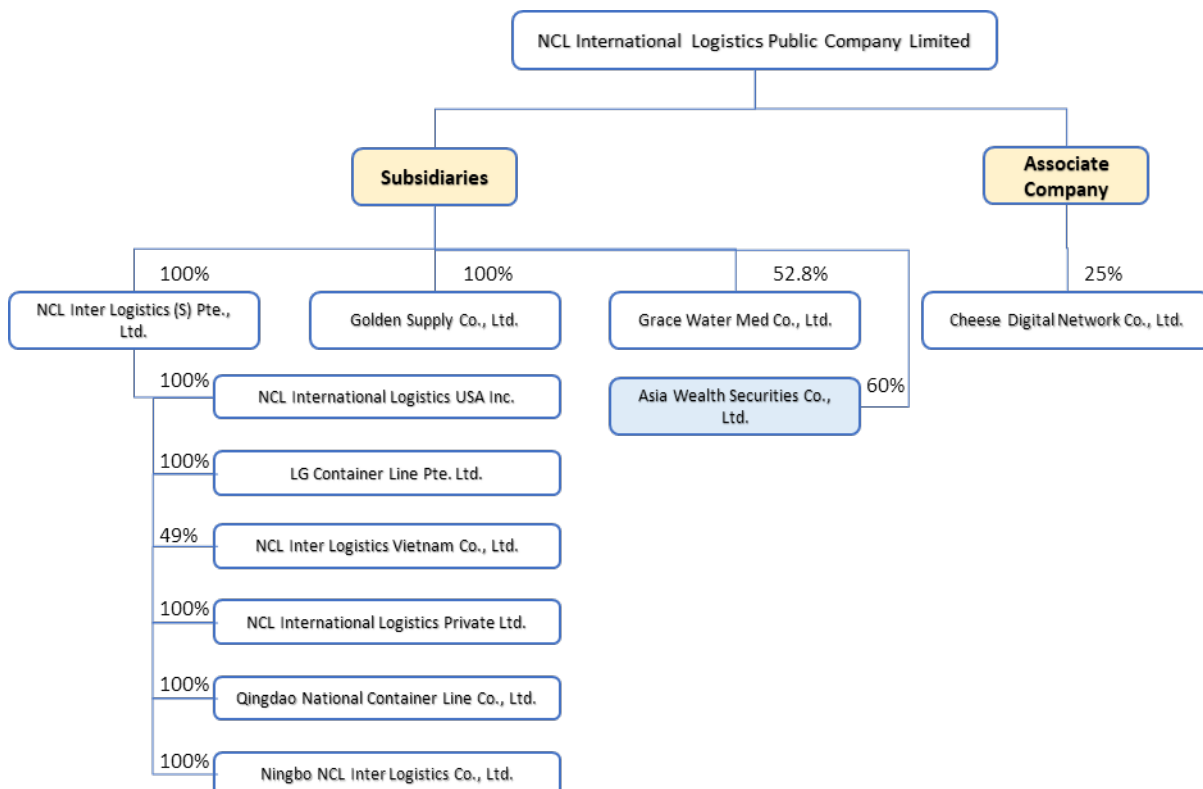 NCL International Logistics Public Company Limited
Subsidiaries
Associate
Company
100%
100%
52.8%
25%
NCL Inter Logistics (S) Pte.,
Ltd.
Golden Supply Co., Ltd.
Grace Water Med Co., Ltd.
Cheese Digital Network Co., Ltd.
100%
NCL International Logistics USA Inc.
Asia Wealth Securities Co.,
Ltd.
60%
100%
LG Container Line Pte. Ltd.
49%
NCL Inter Logistics Vietnam Co., Ltd.
100%
NCL International Logistics Private Ltd.
100%
Qingdao National Container Line Co., Ltd.
100%
Ningbo NCL Inter Logistics Co., Ltd.